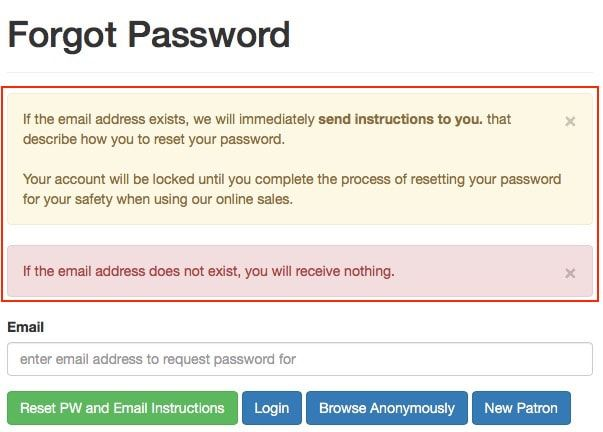 Forgot Password
If the email address exists, we will immediately send instructions to you. that
describe how you to reset your password.
Your account will be locked until you complete the process of resetting your password
for your safety when using our online sales.
If the email address does not exist, you will receive nothing.
Email
enter email address to request password for
Reset PW and Email Instructions Login Browse Anonymously New Patron